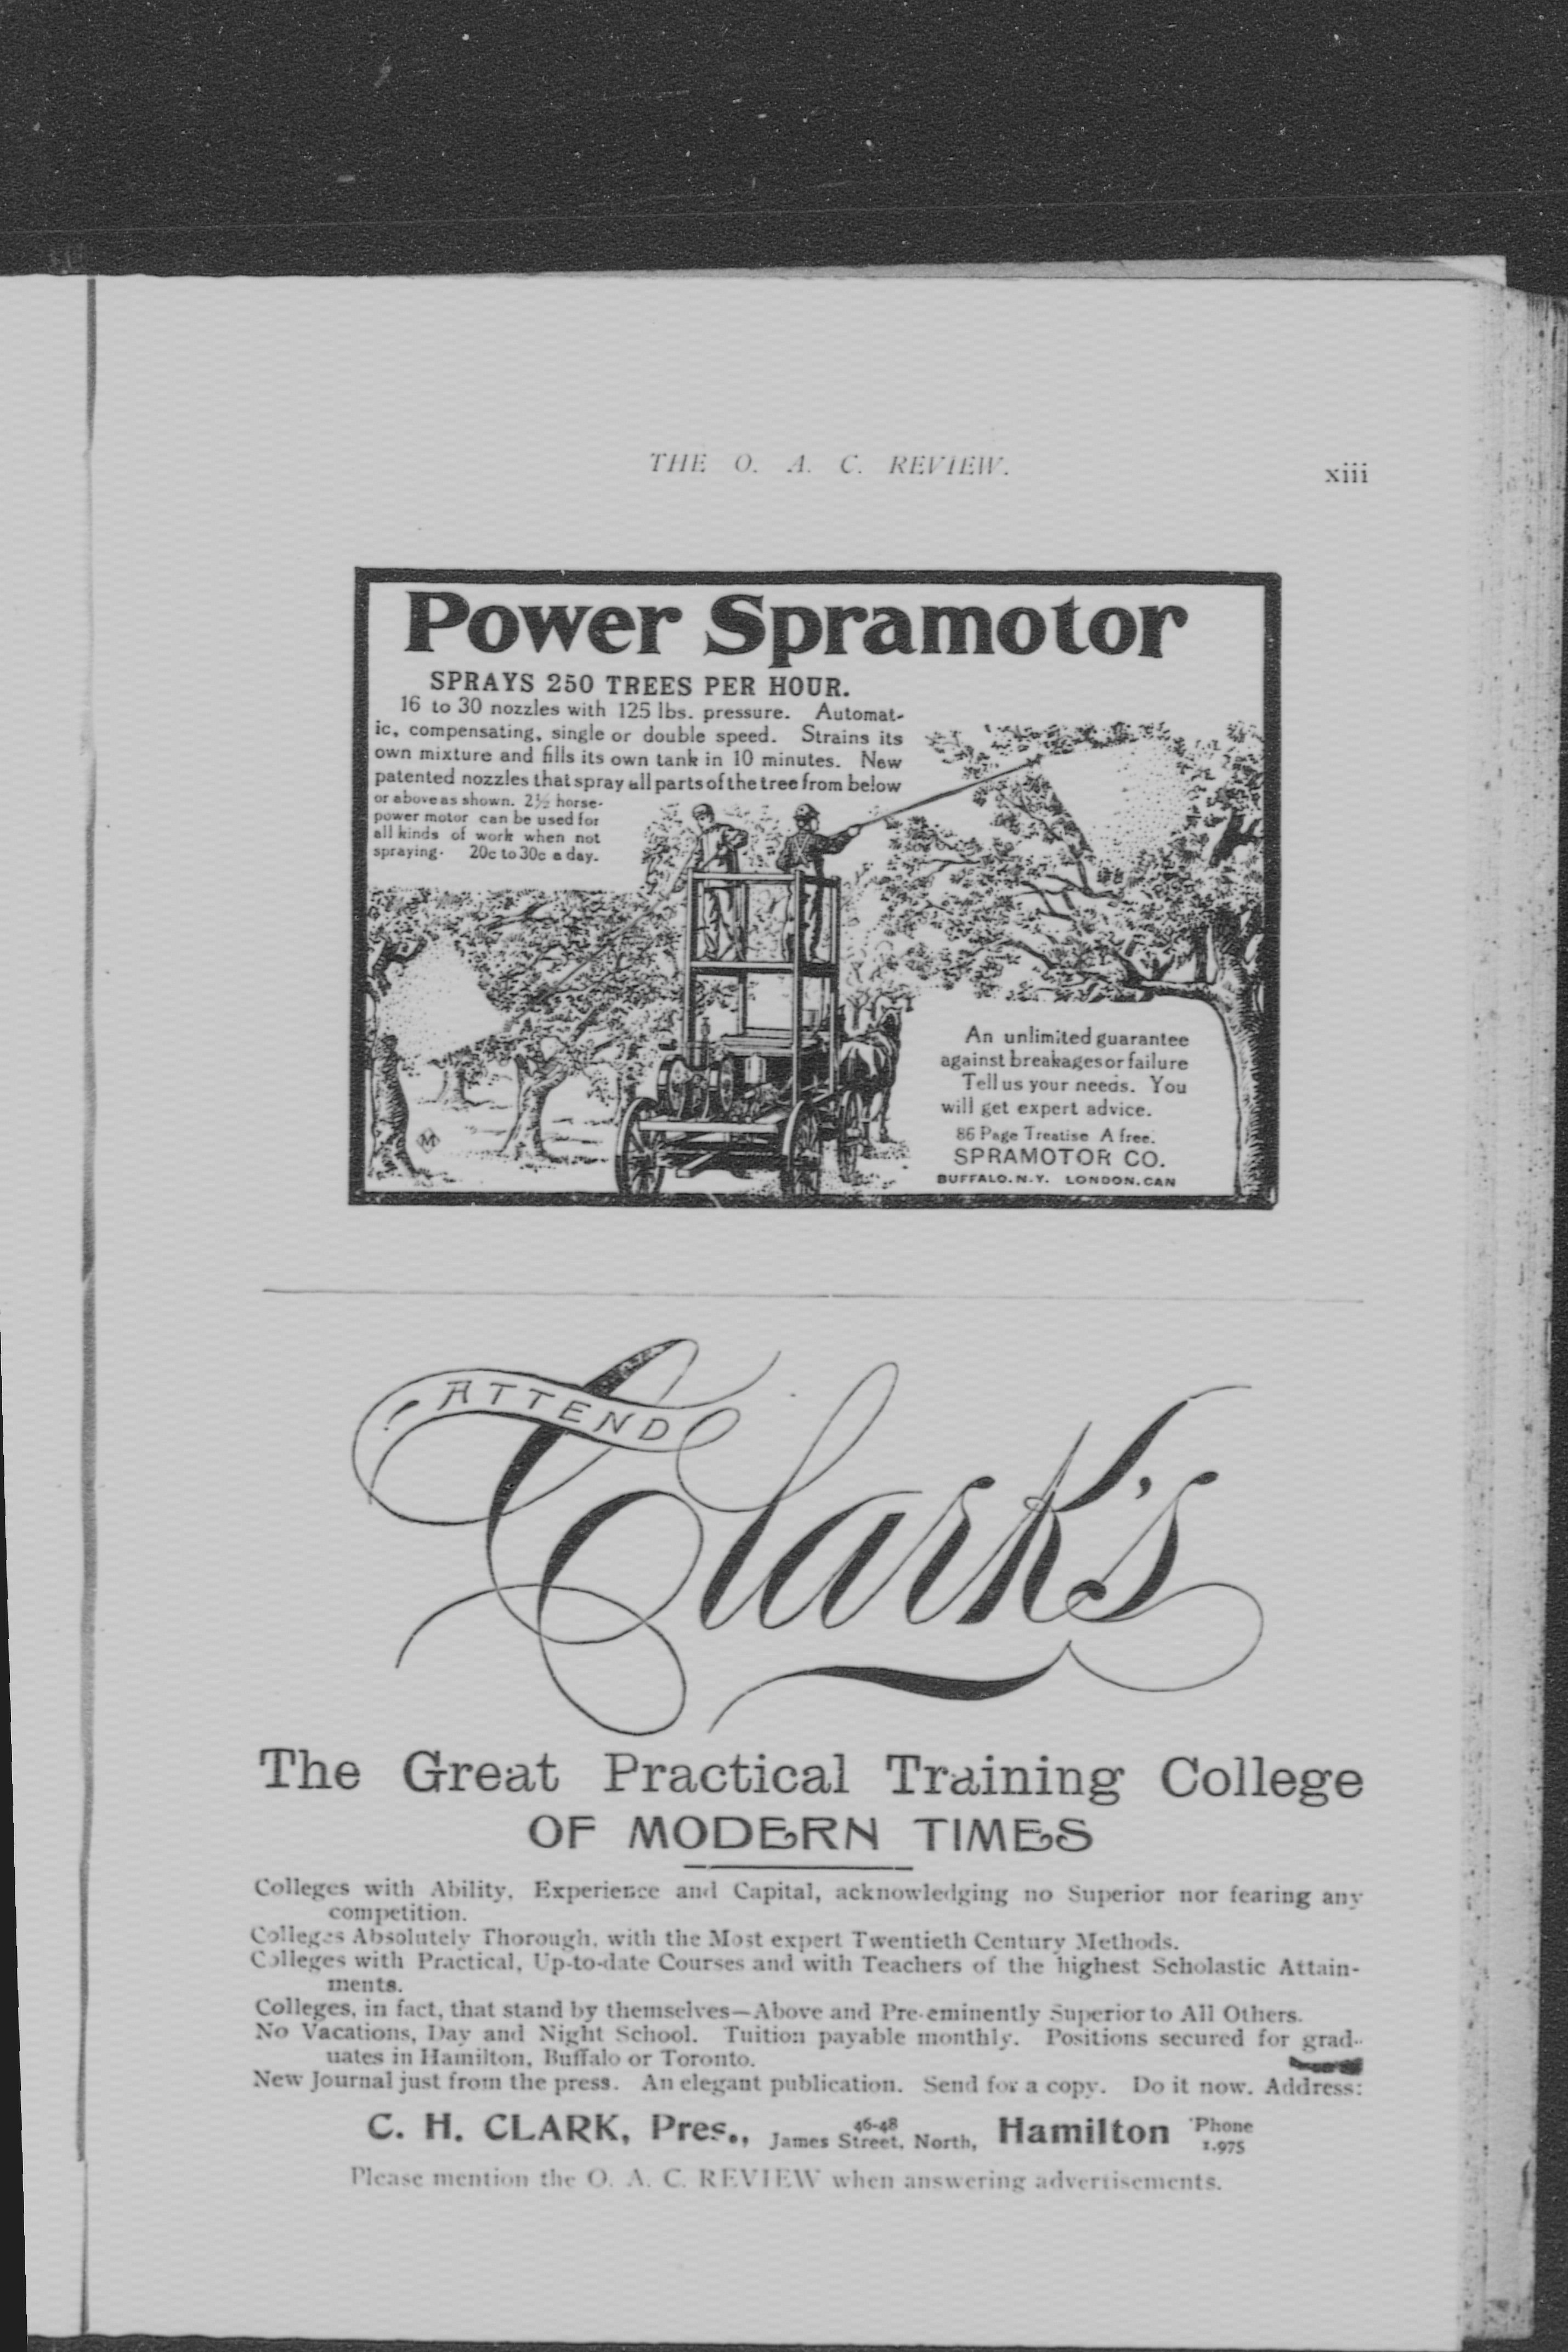 THE O. A. C. REVIEW.
xiii
Power Spramotor
SPRAYS 250 TREES PER HOUR.
16 to 30 nozzles with 125 lbs. pressure. Automat-
ic, compensating, single or double speed. Strains its
own mixture and fills its own tank in 10 minutes. New
patented nozzles that spray all parts of the tree from below
or above as shown. 2½ horse-
power motor can be used for
all kinds of work when not
spraying. 20c to 30c a day.
An unlimited guarantee
against breakages or failure
Tell us your needs. You
will get expert advice.
86 Page Treatise A free.
SPRAMOTOR CO.
BUFFALO. N.Y. LONDON. CAN
M
ATTEND
Clark's
The Great Practical Training College
OF MODERN TIMES
Colleges with Ability, Experience and Capital, acknowledging no Superior nor fearing any
competition.
Colleges Absolutely Thorough, with the Most expert Twentieth Century Methods.
Colleges with Practical, Up-to-date Courses and with Teachers of the highest Scholastic Attain-
ments.
Colleges, in fact, that stand by themselves—Above and Pre-eminently Superior to All Others.
No Vacations, Day and Night School. Tuition payable monthly. Positions secured for grad-
uates in Hamilton, Buffalo or Toronto.
New Journal just from the press. An elegant publication. Send for a copy. Do it now. Address:
C. H. CLARK, Pres., 46-48 James Street, North, Hamilton 'Phone 1,975
Please mention the O. A. C. REVIEW when answering advertisements.